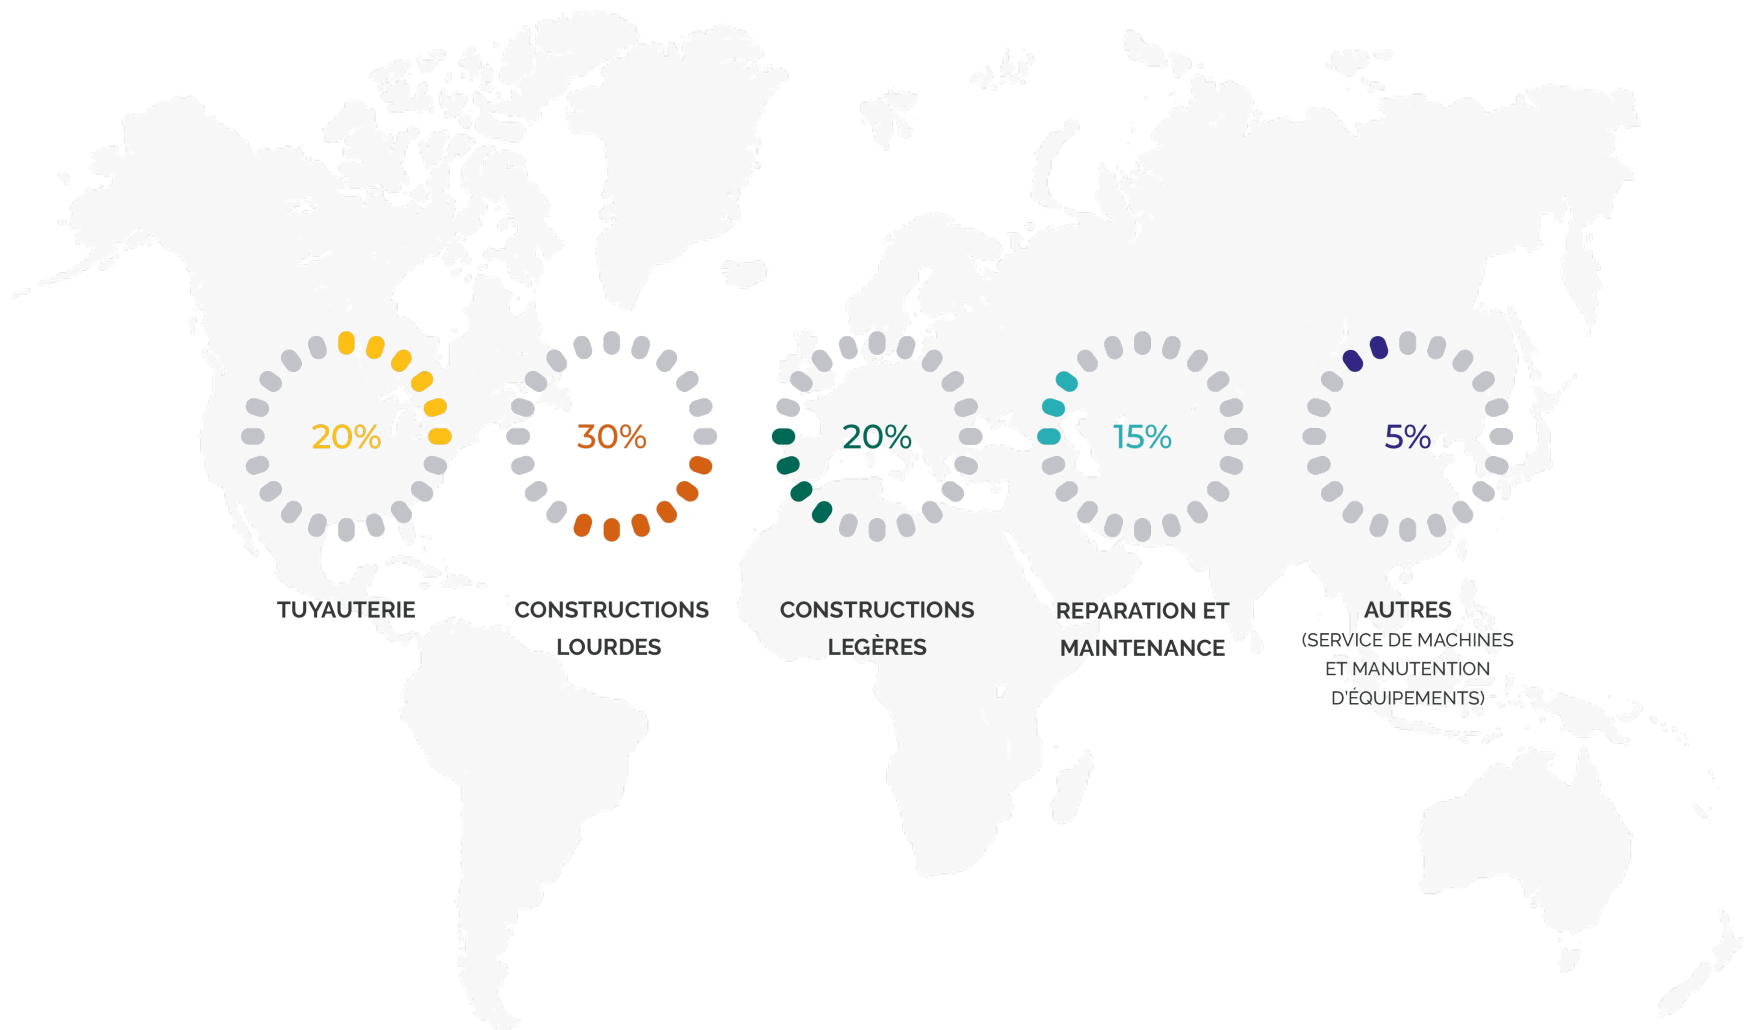 20%
30%
20%
15%
5%
TUYAUTERIE
CONSTRUCTIONS
LOURDES
CONSTRUCTIONS
LEGÈRES
REPARATION ET
MAINTENANCE
AUTRES
(SERVICE DE MACHINES
ET MANUTENTION
D'ÉQUIPEMENTS)